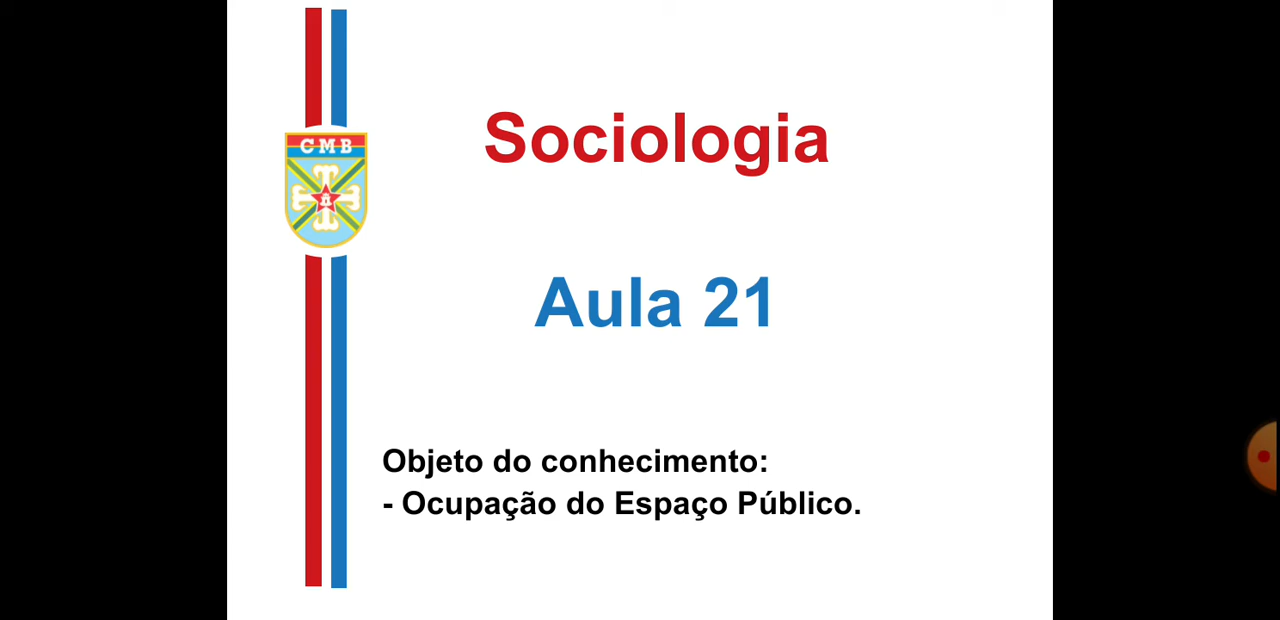 CMB
Sociologia
Aula 21
Objeto do conhecimento:
- Ocupação do Espaço Público.